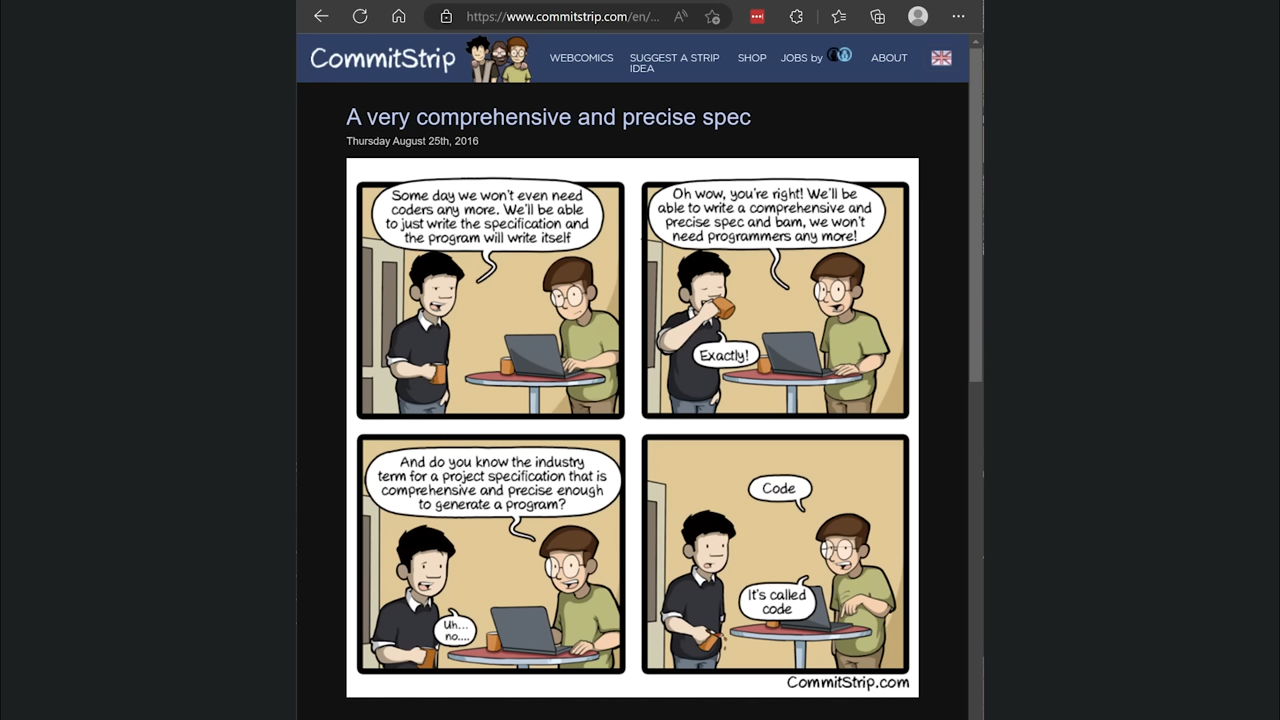 https://www.commitstrip.com/en/...
CommitStrip
WEBCOMICS
SUGGEST A STRIP
IDEA
SHOP
JOBS by
ABOUT
A very comprehensive and precise spec
Thursday August 25th, 2016
Some day we won't even need
coders any more. We'll be able
to just write the specification and
the program will write itself
Oh wow, you're right! We'll be
able to write a comprehensive and
precise spec and bam, we won't
need programmers any more!
Exactly!
And do you know the industry
term for a project specification that is
comprehensive and precise enough
to generate a program?
Uh...
no....
Code
It's called
code
CommitStrip.com